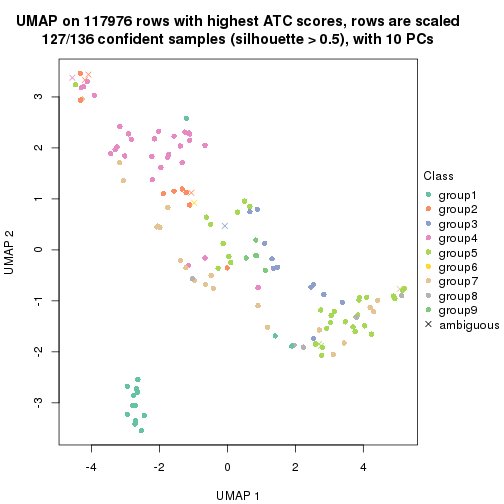 UMAP on 117976 rows with highest ATC scores, rows are scaled
127/136 confident samples (silhouette > 0.5), with 10 PCs
3
2
1
0
-1
-2
-3
UMAP 2
-4
-2
0
2
4
UMAP 1
Class
group1
group2
group3
group4
group5
group6
group7
group8
group9
ambiguous